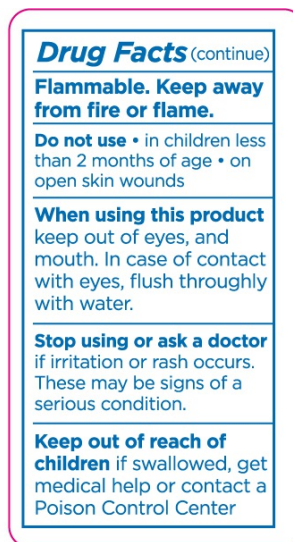 Drug Facts (continue)
Flammable. Keep away
from fire or flame.
Do not use • in children less
than 2 months of age • on
open skin wounds
When using this product
keep out of eyes, and
mouth. In case of contact
with eyes, flush throughly
with water.
Stop using or ask a doctor
if irritation or rash occurs.
These may be signs of a
serious condition.
Keep out of reach of
children if swallowed, get
medical help or contact a
Poison Control Center